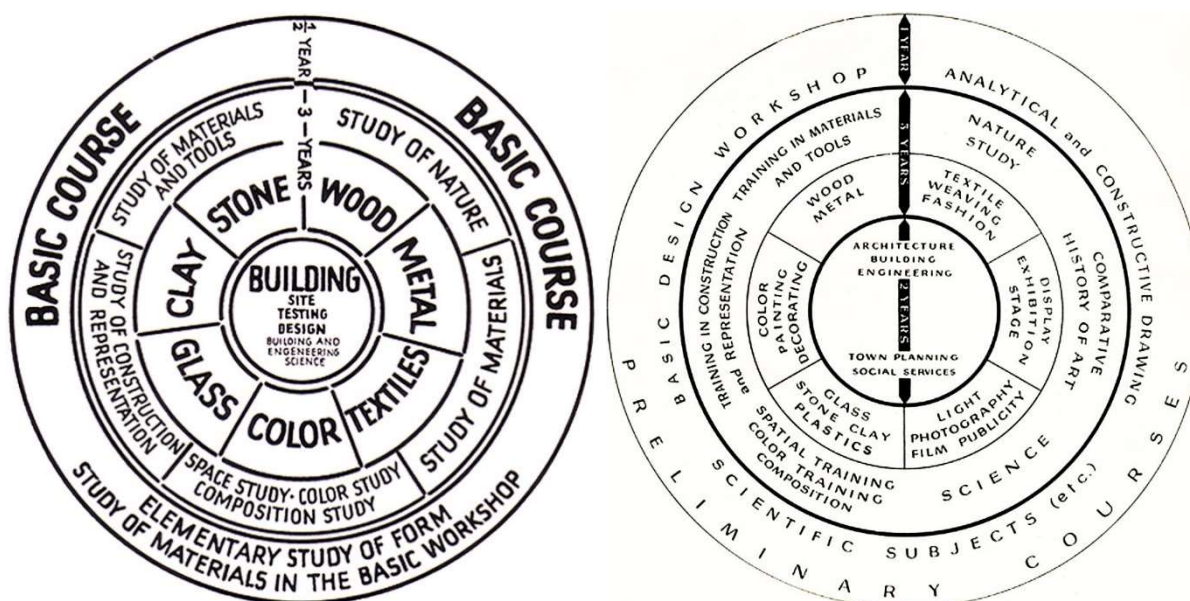 ½ YEAR
3 YEARS
BASIC COURSE
BASIC COURSE
ELEMENTARY STUDY OF FORM
STUDY OF MATERIALS IN THE BASIC WORKSHOP
STUDY OF MATERIALS
AND TOOLS
STUDY OF NATURE
STUDY OF MATERIALS
SPACE STUDY · COLOR STUDY
COMPOSITION STUDY
STUDY OF CONSTRUCTION
AND REPRESENTATION
STONE
WOOD
METAL
TEXTILES
COLOR
GLASS
CLAY
BUILDING
SITE
TESTING
DESIGN
BUILDING AND
ENGENEERING
SCIENCE
1 YEAR
3 YEARS
2 YEARS
BASIC DESIGN WORKSHOP
ANALYTICAL and CONSTRUCTIVE DRAWING
SCIENTIFIC SUBJECTS (etc.)
PRELIMINARY COURSES
TRAINING IN MATERIALS
AND TOOLS
NATURE
STUDY
COMPARATIVE
HISTORY OF ART
SCIENCE
SPATIAL TRAINING
COLOR TRAINING
COMPOSITION
TRAINING IN CONSTRUCTION
and REPRESENTATION
WOOD
METAL
TEXTILE
WEAVING
FASHION
DISPLAY
EXHIBITION
STAGE
LIGHT
PHOTOGRAPHY
FILM PUBLICITY
GLASS
STONE CLAY
PLASTICS
COLOR
PAINTING
DECORATING
ARCHITECTURE
BUILDING
ENGINEERING
TOWN PLANNING
SOCIAL SERVICES